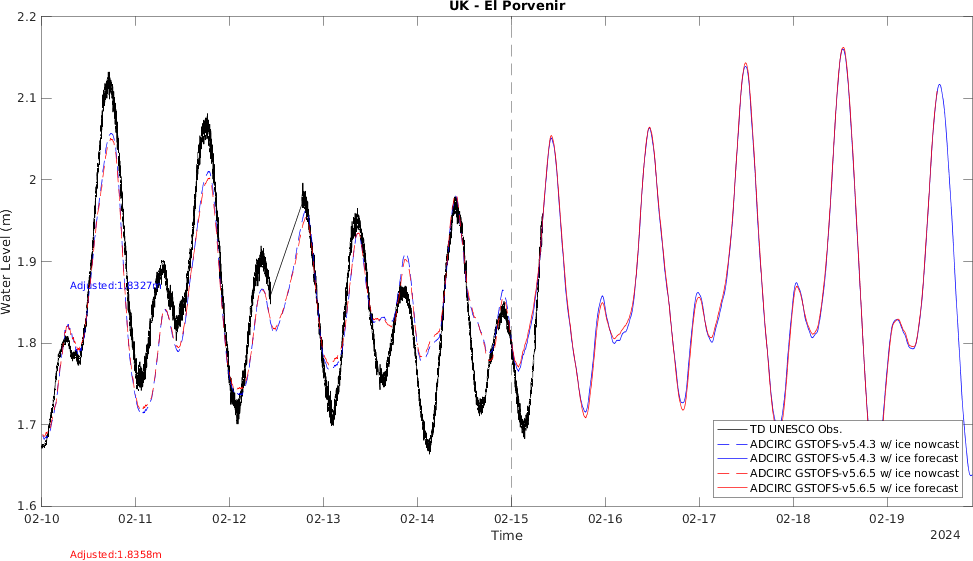 UK - El Porvenir
2.2
2.1
2
1.9
1.8
1.7
1.6
Water Level (m)
Adjusted:1.8327m
TD UNESCO Obs.
ADCIRC GSTOFS-v5.4.3 w/ ice nowcast
ADCIRC GSTOFS-v5.4.3 w/ ice forecast
ADCIRC GSTOFS-v5.6.5 w/ ice nowcast
ADCIRC GSTOFS-v5.6.5 w/ ice forecast
02-10 02-11 02-12 02-13 02-14 02-15 02-16 02-17 02-18 02-19
Time
2024
Adjusted:1.8358m